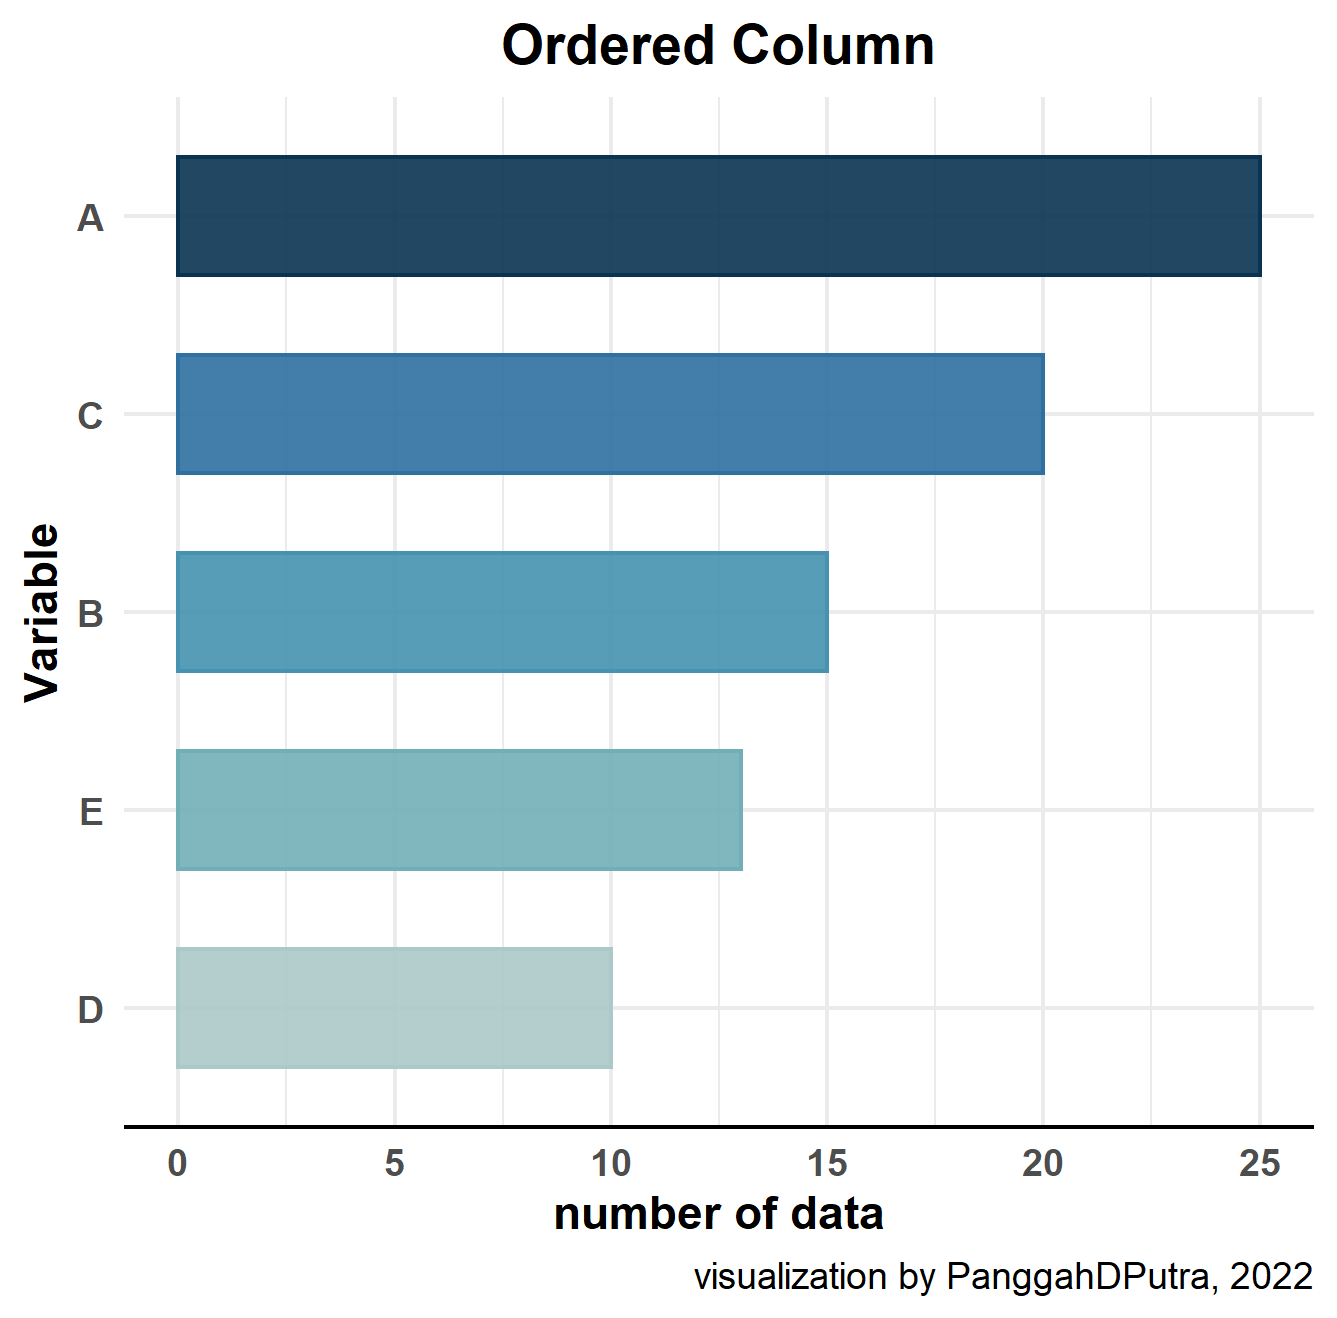 Ordered Column
A
C
B
E
D
Variable
0 5 10 15 20 25
number of data
visualization by PanggahDPutra, 2022